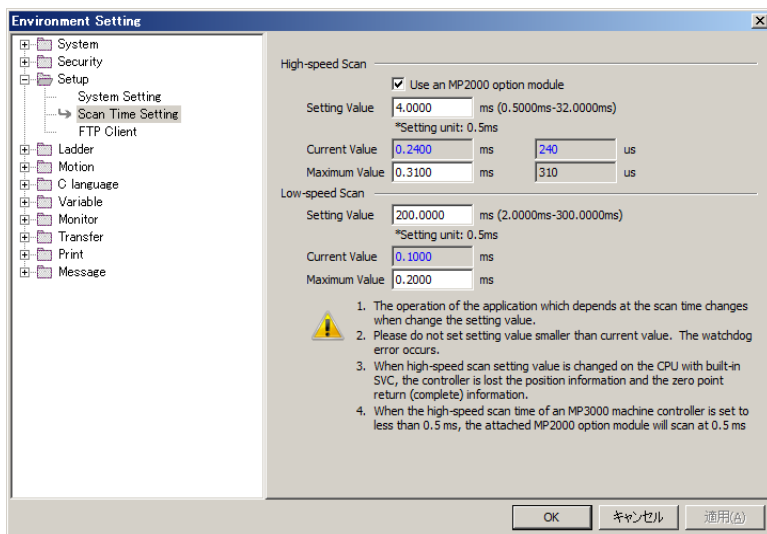 Environment Setting
System
Security
Setup
System Setting
Scan Time Setting
FTP Client
Ladder
Motion
C language
Variable
Monitor
Transfer
Print
Message
High-speed Scan
Use an MP2000 option module
Setting Value 4.0000 ms (0.5000ms-32.0000ms)
*Setting unit: 0.5ms
Current Value 0.2400 ms 240 us
Maximum Value 0.3100 ms 310 us
Low-speed Scan
Setting Value 200.0000 ms (2.0000ms-300.0000ms)
*Setting unit: 0.5ms
Current Value 0.1000 ms
Maximum Value 0.2000 ms
1. The operation of the application which depends at the scan time changes
when change the setting value.
2. Please do not set setting value smaller than current value. The watchdog
error occurs.
3. When high-speed scan setting value is changed on the CPU with built-in
SVC, the controller is lost the position information and the zero point
return (complete) information.
4. When the high-speed scan time of an MP3000 machine controller is set to
less than 0.5 ms, the attached MP2000 option module will scan at 0.5 ms
OK キャンセル 適用(A)